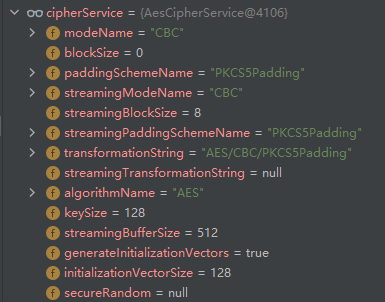 cipherService = {AesCipherService@4106}
f modeName = "CBC"
f blockSize = 0
f paddingSchemeName = "PKCS5Padding"
f streamingModeName = "CBC"
f streamingBlockSize = 8
f streamingPaddingSchemeName = "PKCS5Padding"
f transformationString = "AES/CBC/PKCS5Padding"
f streamingTransformationString = null
f algorithmName = "AES"
f keySize = 128
f streamingBufferSize = 512
f generateInitializationVectors = true
f initializationVectorSize = 128
f secureRandom = null